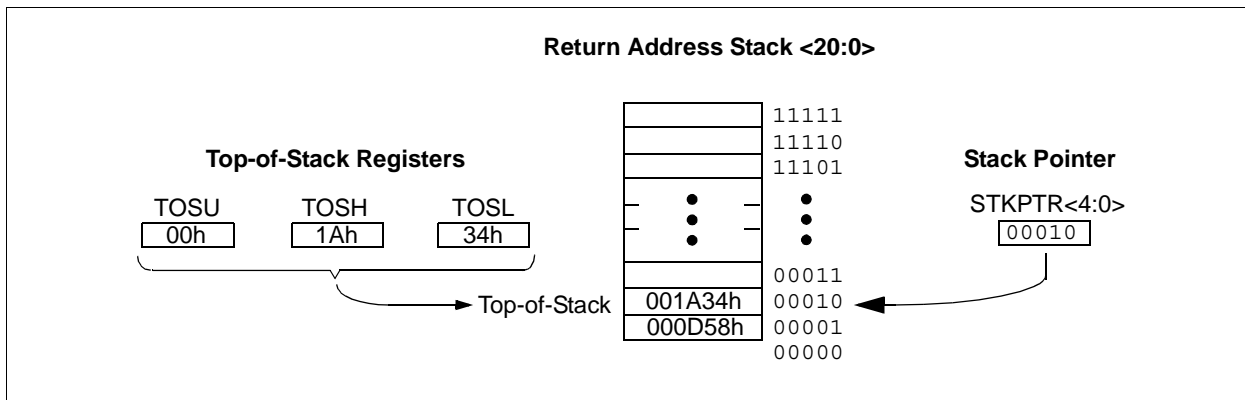 Return Address Stack <20:0>
Top-of-Stack Registers
TOSU TOSH TOSL
00h 1Ah 34h
Top-of-Stack
11111
11110
11101
00011
001A34h 00010
000D58h 00001
00000
Stack Pointer
STKPTR<4:0>
00010